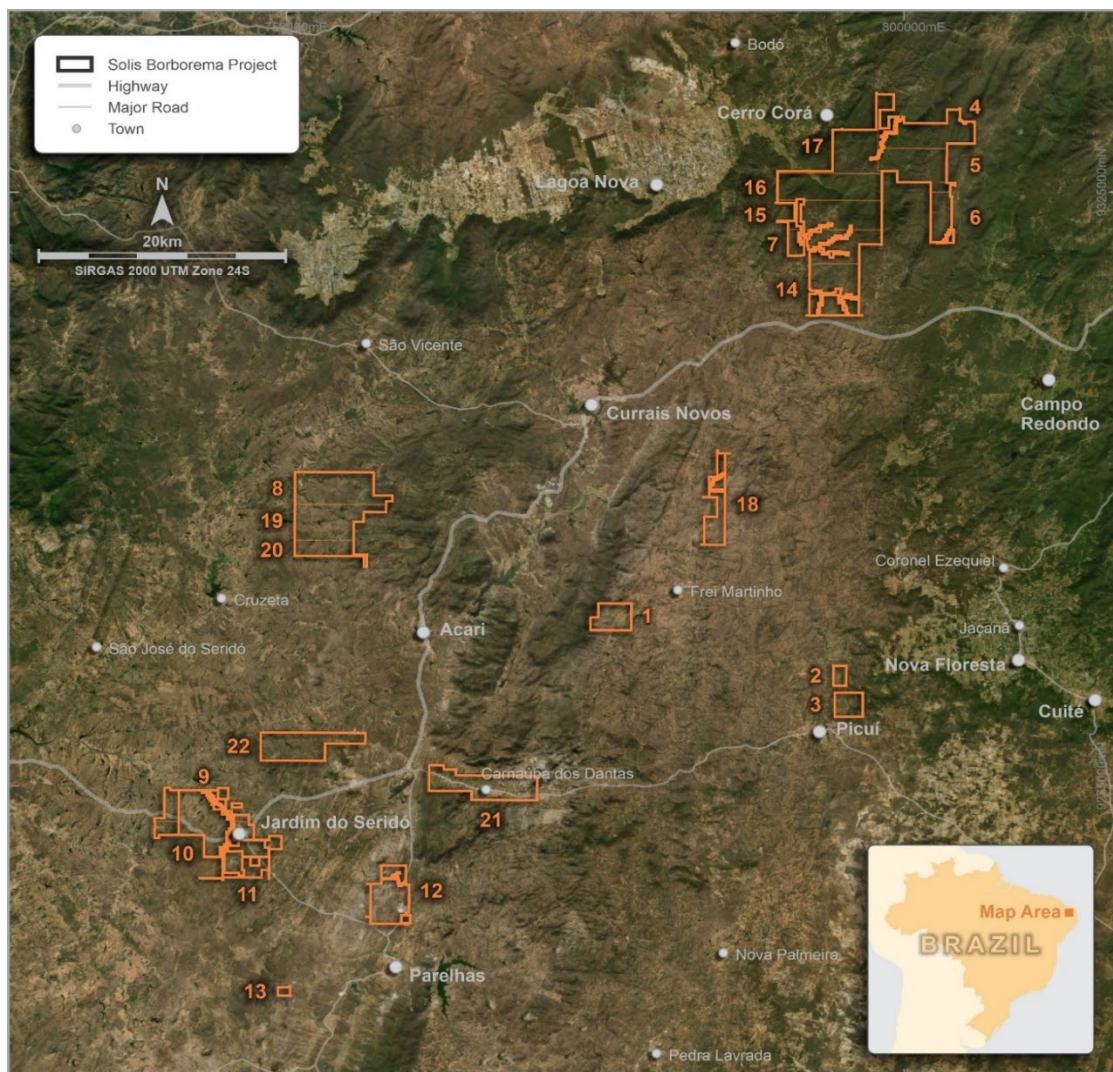 800000mE
Solis Borborema Project
Highway
Major Road
Town
Bodó
Cerro Corá
4
17
5
Lagoa Nova
16
N
15
6
20km
7
SIRGAS 2000 UTM Zone 24S
14
São Vicente
Campo
Redondo
Currais Novos
8
18
19
20
Coronel Ezequiel
Cruzeta
Frei Martinho
1
Acari
Jaçanã
São José do Seridó
Nova Floresta
2
3
Cuité
Picuí
22
9
Carnaúba dos Dantas
21
Jardim do Seridó
10
11
12
Map Area
BRAZIL
Nova Palmeira
Parelhas
13
Pedra Lavrada